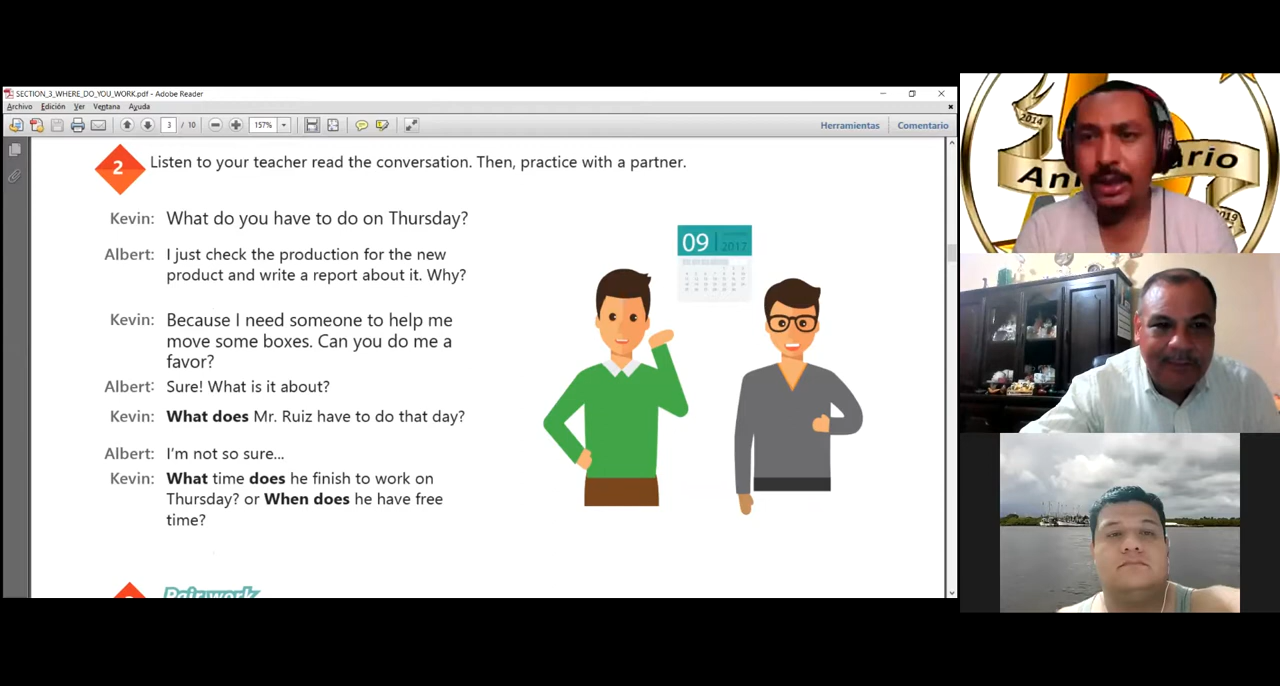 SECTION_3_WHERE_DO_YOU_WORK.pdf - Adobe Reader
Archivo Edición Ver Ventana Ayuda
3 / 10
157%
Herramientas Comentario
2
Listen to your teacher read the conversation. Then, practice with a partner.
Kevin: What do you have to do on Thursday?
Albert: I just check the production for the new
product and write a report about it. Why?
Kevin: Because I need someone to help me
move some boxes. Can you do me a
favor?
Albert: Sure! What is it about?
Kevin: What does Mr. Ruiz have to do that day?
Albert: I'm not so sure...
Kevin: What time does he finish to work on
Thursday? or When does he have free
time?
09
2017
Pair work
2014
2019